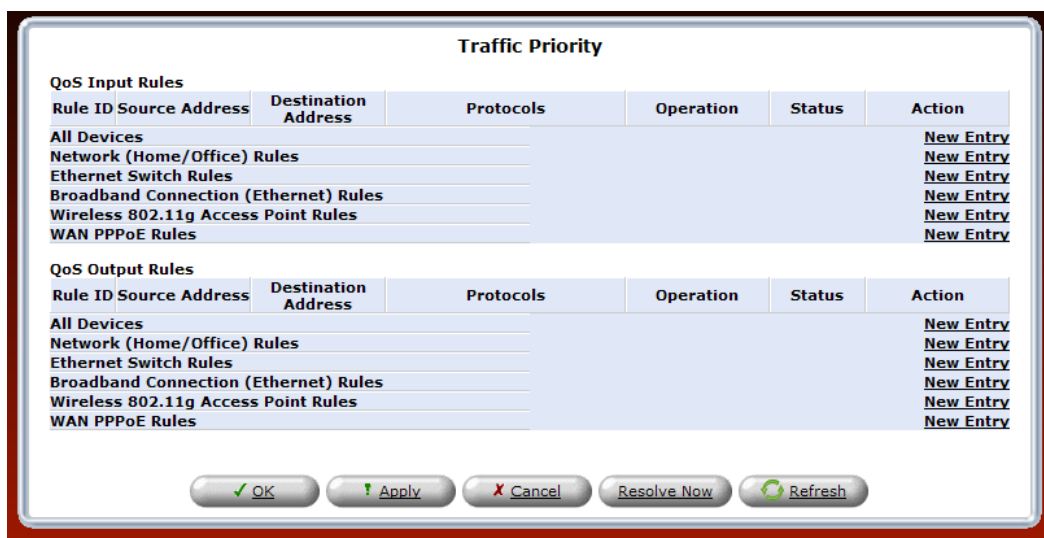 Traffic Priority
QoS Input Rules
Rule ID Source Address Destination Address Protocols Operation Status Action
All Devices New Entry
Network (Home/Office) Rules New Entry
Ethernet Switch Rules New Entry
Broadband Connection (Ethernet) Rules New Entry
Wireless 802.11g Access Point Rules New Entry
WAN PPPoE Rules New Entry
QoS Output Rules
Rule ID Source Address Destination Address Protocols Operation Status Action
All Devices New Entry
Network (Home/Office) Rules New Entry
Ethernet Switch Rules New Entry
Broadband Connection (Ethernet) Rules New Entry
Wireless 802.11g Access Point Rules New Entry
WAN PPPoE Rules New Entry
OK Apply Cancel Resolve Now Refresh